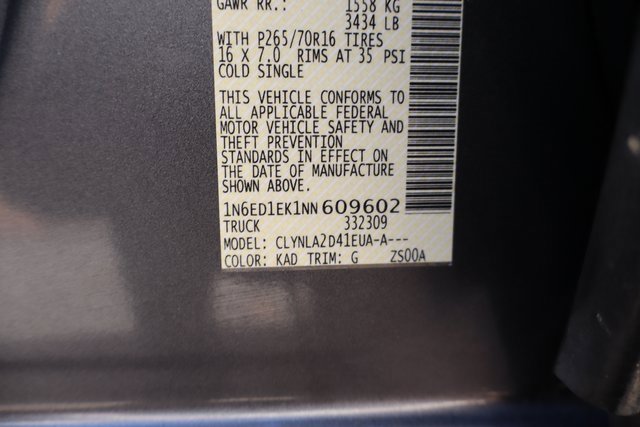 GAWR RR.: 1558 KG
3434 LB
WITH P265/70R16 TIRES
16 X 7.0 RIMS AT 35 PSI
COLD SINGLE
THIS VEHICLE CONFORMS TO
ALL APPLICABLE FEDERAL
MOTOR VEHICLE SAFETY AND
THEFT PREVENTION
STANDARDS IN EFFECT ON
THE DATE OF MANUFACTURE
SHOWN ABOVE.
1N6ED1EK1NN 609602
TRUCK 332309
MODEL: CLYNLA2D41EUA-A---
COLOR: KAD TRIM: G ZS00A